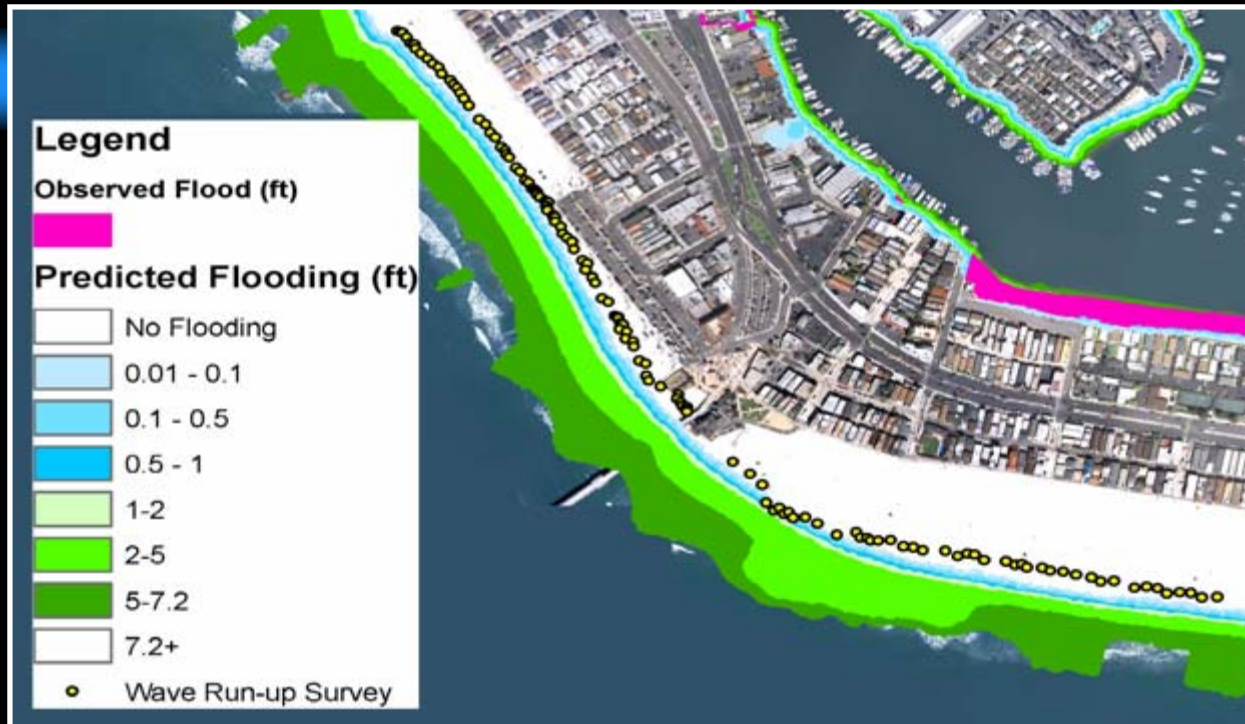 Legend
Observed Flood (ft)
Predicted Flooding (ft)
No Flooding
0.01 - 0.1
0.1 - 0.5
0.5 - 1
1-2
2-5
5-7.2
7.2+
Wave Run-up Survey